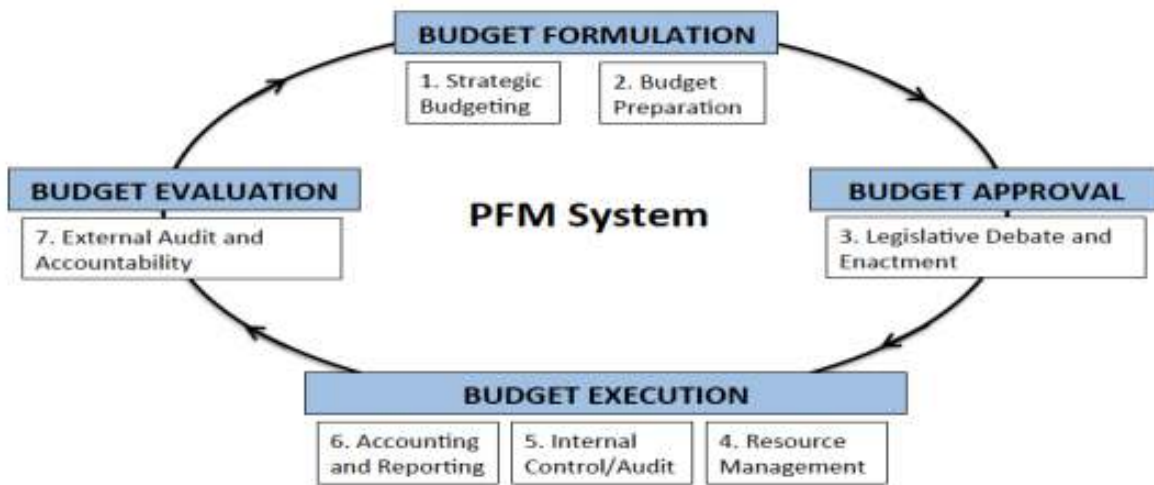 BUDGET FORMULATION
1. Strategic
Budgeting
2. Budget
Preparation
BUDGET EVALUATION
7. External Audit and
Accountability
PFM System
BUDGET APPROVAL
3. Legislative Debate and
Enactment
BUDGET EXECUTION
6. Accounting
and Reporting
5. Internal
Control/Audit
4. Resource
Management